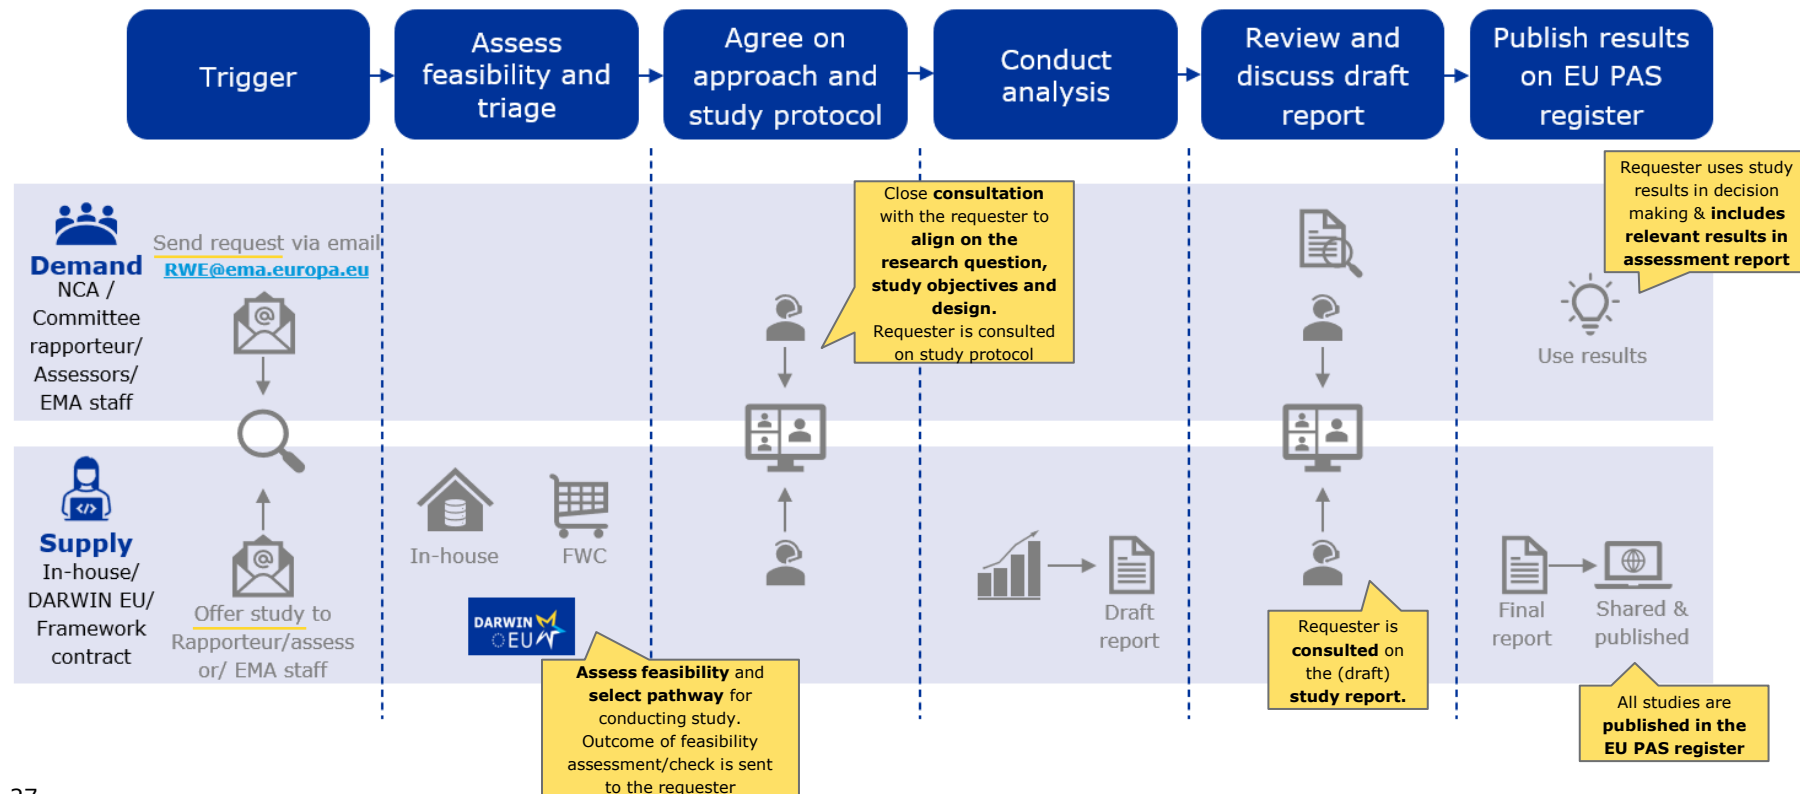 Trigger
Assess
feasibility and
triage
Agree on
approach and
study protocol
Conduct
analysis
Review and
discuss draft
report
Publish results
on EU PAS
register
Demand
NCA /
Committee
rapporteur/
Assessors/
EMA staff
Send request via email
RWE@ema.europa.eu
@
Close consultation
with the requester to
align on the
research question,
study objectives and
design.
Requester is consulted
on study protocol
Requester uses study
results in decision
making & includes
relevant results in
assessment report
Use results
</>
Supply
In-house/
DARWIN EU/
Framework
contract
@
Offer study to
Rapporteur/assess
or/ EMA staff
In-house
FWC
DARWIN
EU
Assess feasibility and
select pathway for
conducting study.
Outcome of feasibility
assessment/check is sent
to the requester
Draft
report
Requester is
consulted on
the (draft)
study report.
Final
report
Shared &
published
All studies are
published in the
EU PAS register